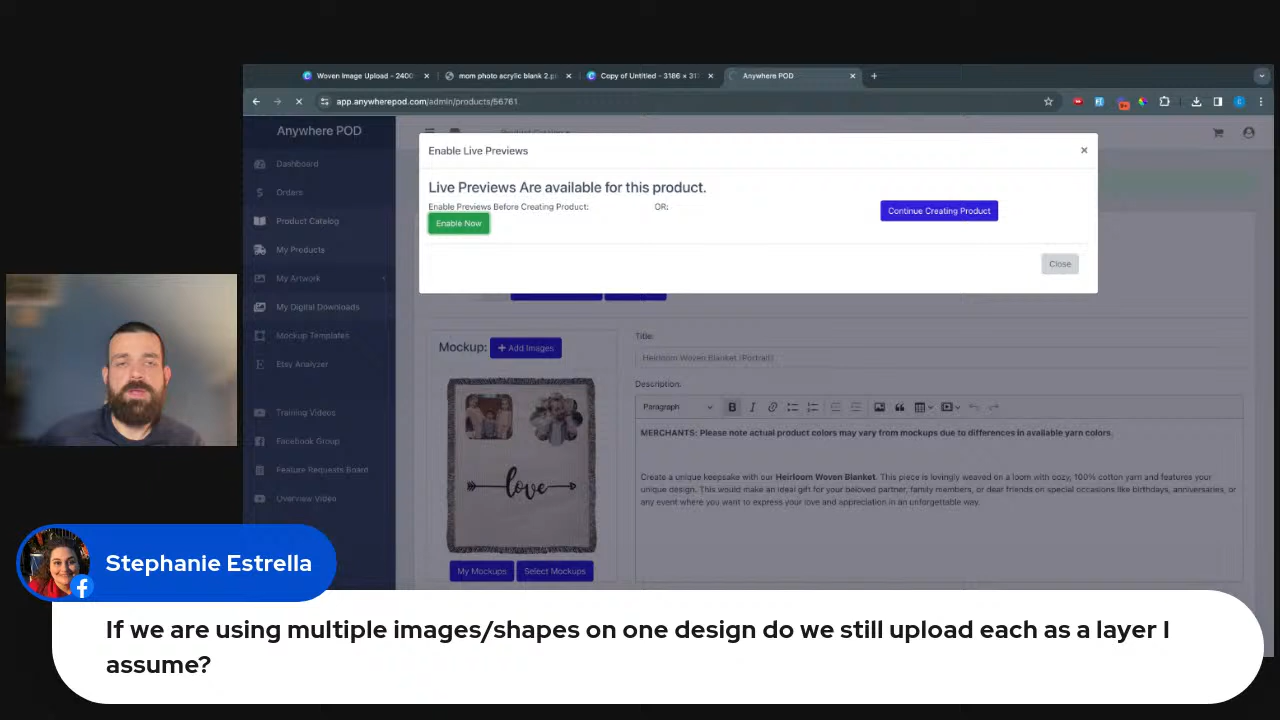 Woven Image Upload - 2400
mom photo acrylic blank 2.p
Copy of Untitled - 3186 × 31
Anywhere POD
app.anywherepod.com/admin/products/56761
Anywhere POD
Dashboard
Orders
Product Catalog
My Products
My Artwork
My Digital Downloads
Mockup Templates
Etsy Analyzer
Training Videos
Facebook Group
Feature Requests Board
Overview Video
Product Catalog
Enable Live Previews
×
Live Previews Are available for this product.
Enable Previews Before Creating Product:
OR:
Enable Now
Continue Creating Product
Close
Mockup:
+ Add Images
love
My Mockups
Select Mockups
Title:
Heirloom Woven Blanket (Portrait)
Description:
Paragraph
B I
MERCHANTS: Please note actual product colors may vary from mockups due to differences in available yarn colors.
Create a unique keepsake with our Heirloom Woven Blanket. This piece is lovingly weaved on a loom with cozy, 100% cotton yarn and features your
unique design. This would make an ideal gift for your beloved partner, family members, or dear friends on special occasions like birthdays, anniversaries, or
any event where you want to express your love and appreciation in an unforgettable way.
Stephanie Estrella
If we are using multiple images/shapes on one design do we still upload each as a layer I
assume?